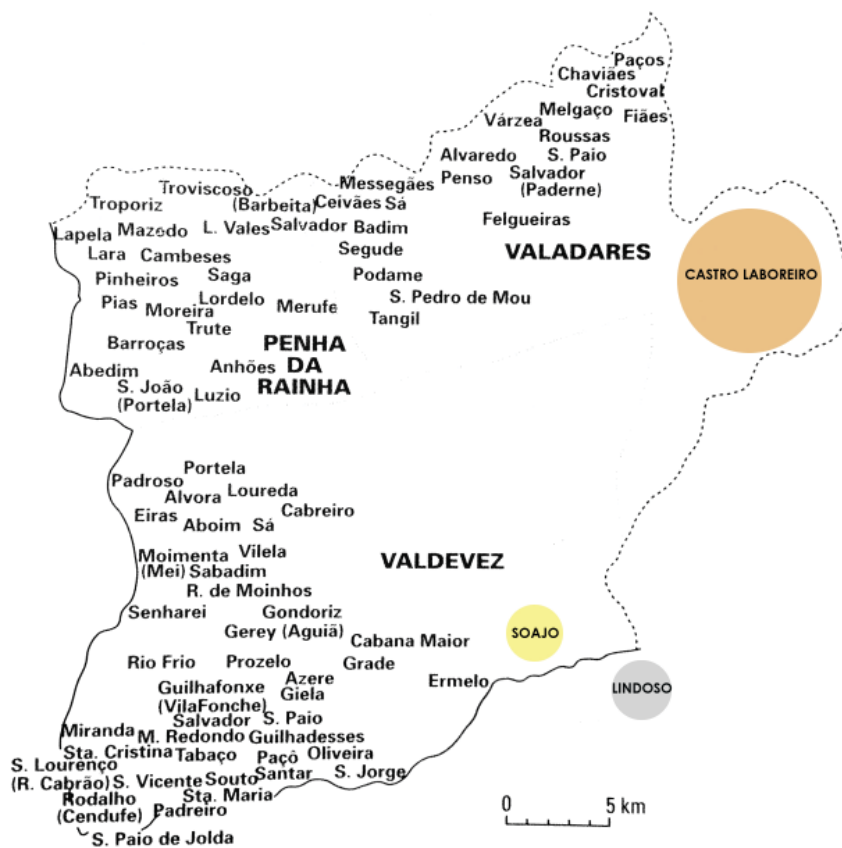 Paços
Chaviães
Cristoval
Melgaço
Fiães
Várzea
Roussas
Alvaredo
S. Paio
Penso
Salvador
(Paderne)
Messegães
Troviscoso
(Barbeita)
Ceivães
Sá
Troporiz
Felgueiras
Lapela
Mazedo
L. Vales
Salvador
Badim
VALADARES
Lara
Cambeses
Segude
CASTRO LABOREIRO
Pinheiros
Saga
Podame
Pias
Moreira
Lordelo
Merufe
S. Pedro de Mou
Trute
Tangil
Barroças
PENHA
DA
RAINHA
Abedim
Anhões
S. João
(Portela)
Luzio
Portela
Padroso
Alvora
Loureda
Eiras
Aboim
Sá
Cabreiro
Moimenta
(Mei)
Vilela
Sabadim
VALDEVEZ
R. de Moinhos
Senharei
Gondoriz
Gerey (Aguiã)
Cabana Maior
SOAJO
Rio Frio
Prozelo
Grade
Azere
Ermelo
LINDOSO
Guilhafonxe
(VilaFonche)
Giela
Salvador
S. Paio
Miranda
M. Redondo
Guilhadesses
Sta. Cristina
Tabaço
Paçô
Oliveira
S. Lourenço
(R. Cabrão)
S. Vicente
Souto
Santar
S. Jorge
Rodalho
(Cendufe)
Sta. Maria
Padreiro
S. Paio de Jolda
0 5 km